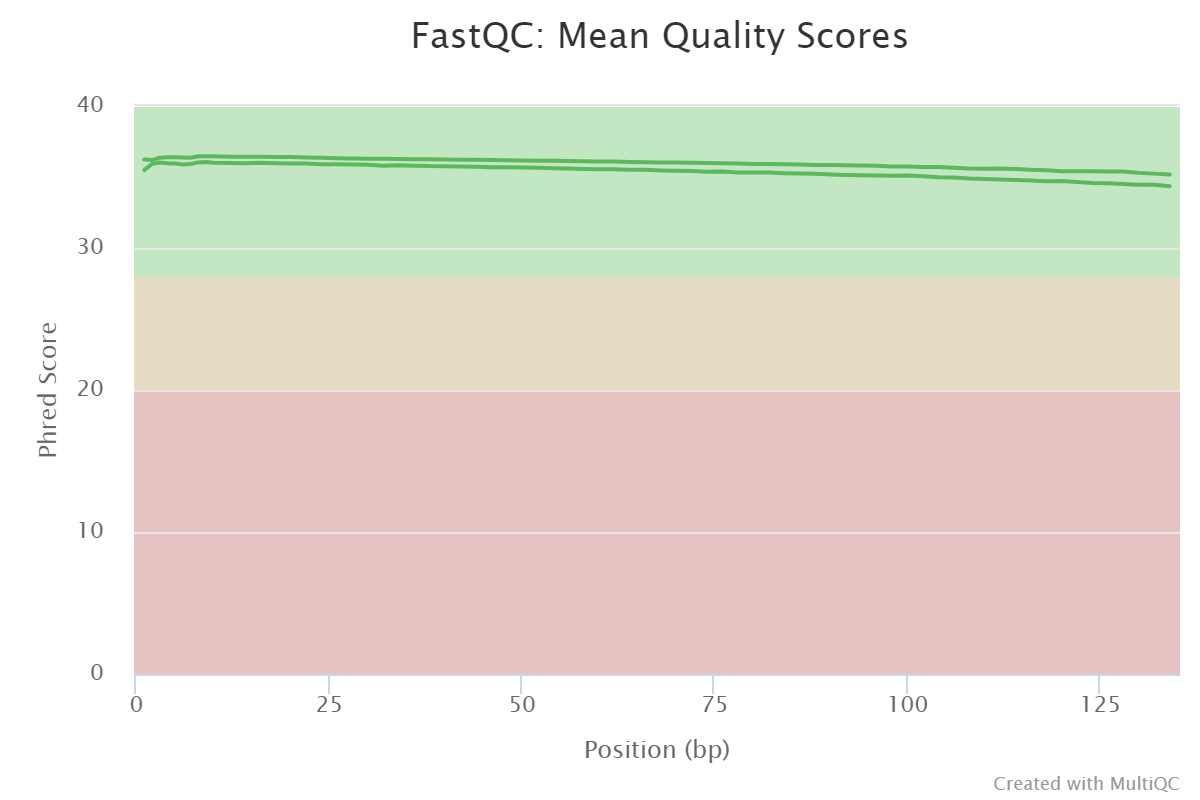 FastQC: Mean Quality Scores
40
30
20
10
0
Phred Score
0 25 50 75 100 125
Position (bp)
Created with MultiQC